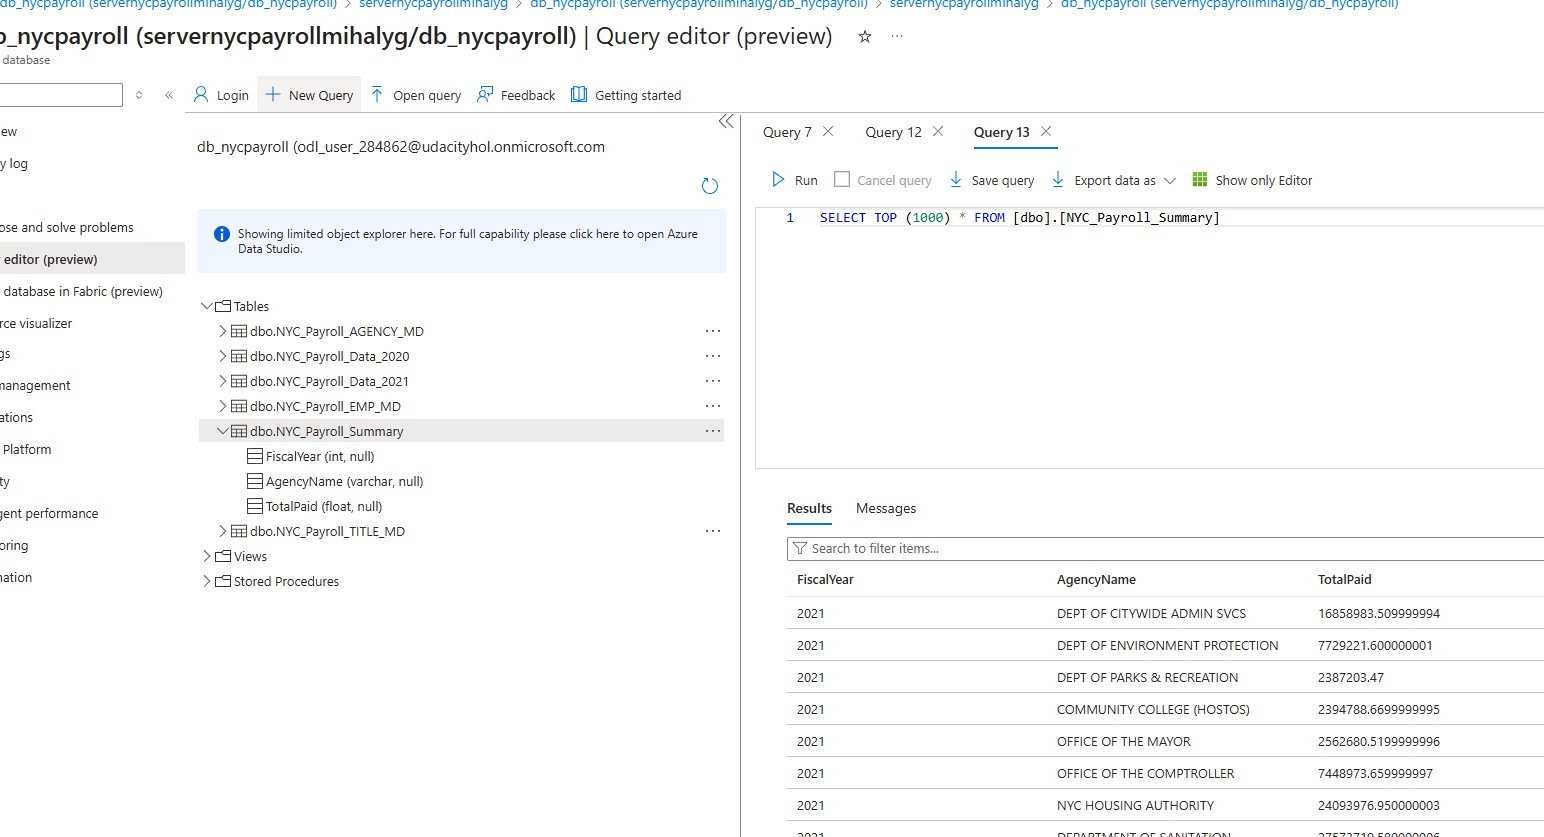 db_nycpayroll (servernycpayrollmihalyg/db_nycpayroll) > servernycpayrollmihalyg > db_nycpayroll (servernycpayrollmihalyg/db_nycpayroll) > servernycpayrollmihalyg > db_nycpayroll (servernycpayrollmihalyg/db_nycpayroll)
b_nycpayroll (servernycpayrollmihalyg/db_nycpayroll) | Query editor (preview) ☆ ···
database
« Login New Query Open query Feedback Getting started
ew
y log
ose and solve problems
editor (preview)
database in Fabric (preview)
rce visualizer
gs
management
ations
Platform
ty
gent performance
oring
nation
db_nycpayroll (odl_user_284862@udacityhol.onmicrosoft.com
Showing limited object explorer here. For full capability please click here to open Azure
Data Studio.
Tables
dbo.NYC_Payroll_AGENCY_MD ···
dbo.NYC_Payroll_Data_2020 ···
dbo.NYC_Payroll_Data_2021 ···
dbo.NYC_Payroll_EMP_MD ···
dbo.NYC_Payroll_Summary ···
FiscalYear (int, null)
AgencyName (varchar, null)
TotalPaid (float, null)
dbo.NYC_Payroll_TITLE_MD ···
Views
Stored Procedures
Query 7 Query 12 Query 13
Run Cancel query Save query Export data as Show only Editor
1 SELECT TOP (1000) * FROM [dbo].[NYC_Payroll_Summary]
Results Messages
Search to filter items...
FiscalYear AgencyName TotalPaid
2021 DEPT OF CITYWIDE ADMIN SVCS 16858983.509999994
2021 DEPT OF ENVIRONMENT PROTECTION 7729221.600000001
2021 DEPT OF PARKS & RECREATION 2387203.47
2021 COMMUNITY COLLEGE (HOSTOS) 2394788.6699999995
2021 OFFICE OF THE MAYOR 2562680.5199999996
2021 OFFICE OF THE COMPTROLLER 7448973.659999997
2021 NYC HOUSING AUTHORITY 24093976.950000003
2021 DEPARTMENT OF SANITATION